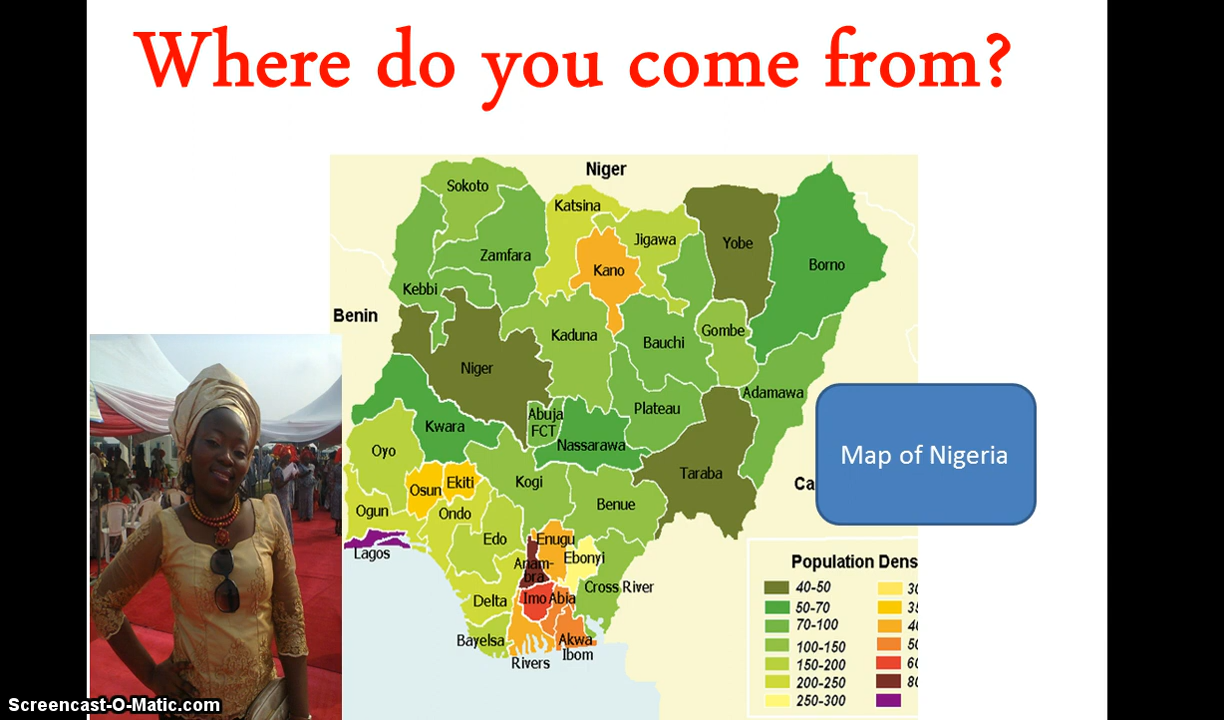 Where do you come from?
Niger
Sokoto
Katsina
Jigawa
Yobe
Borno
Zamfara
Kano
Kebbi
Benin
Kaduna
Bauchi
Gombe
Niger
Adamawa
Plateau
Abuja
FCT
Kwara
Nassarawa
Oyo
Taraba
Map of Nigeria
Osun
Ekiti
Kogi
Ca
Benue
Ogun
Ondo
Edo
Enugu
Lagos
Ebonyi
Anam-
bra
Cross River
Delta
Imo
Abia
Bayelsa
Akwa
Ibom
Rivers
Population Dens
40-50
50-70
70-100
100-150
150-200
200-250
250-300
Screencast-O-Matic.com